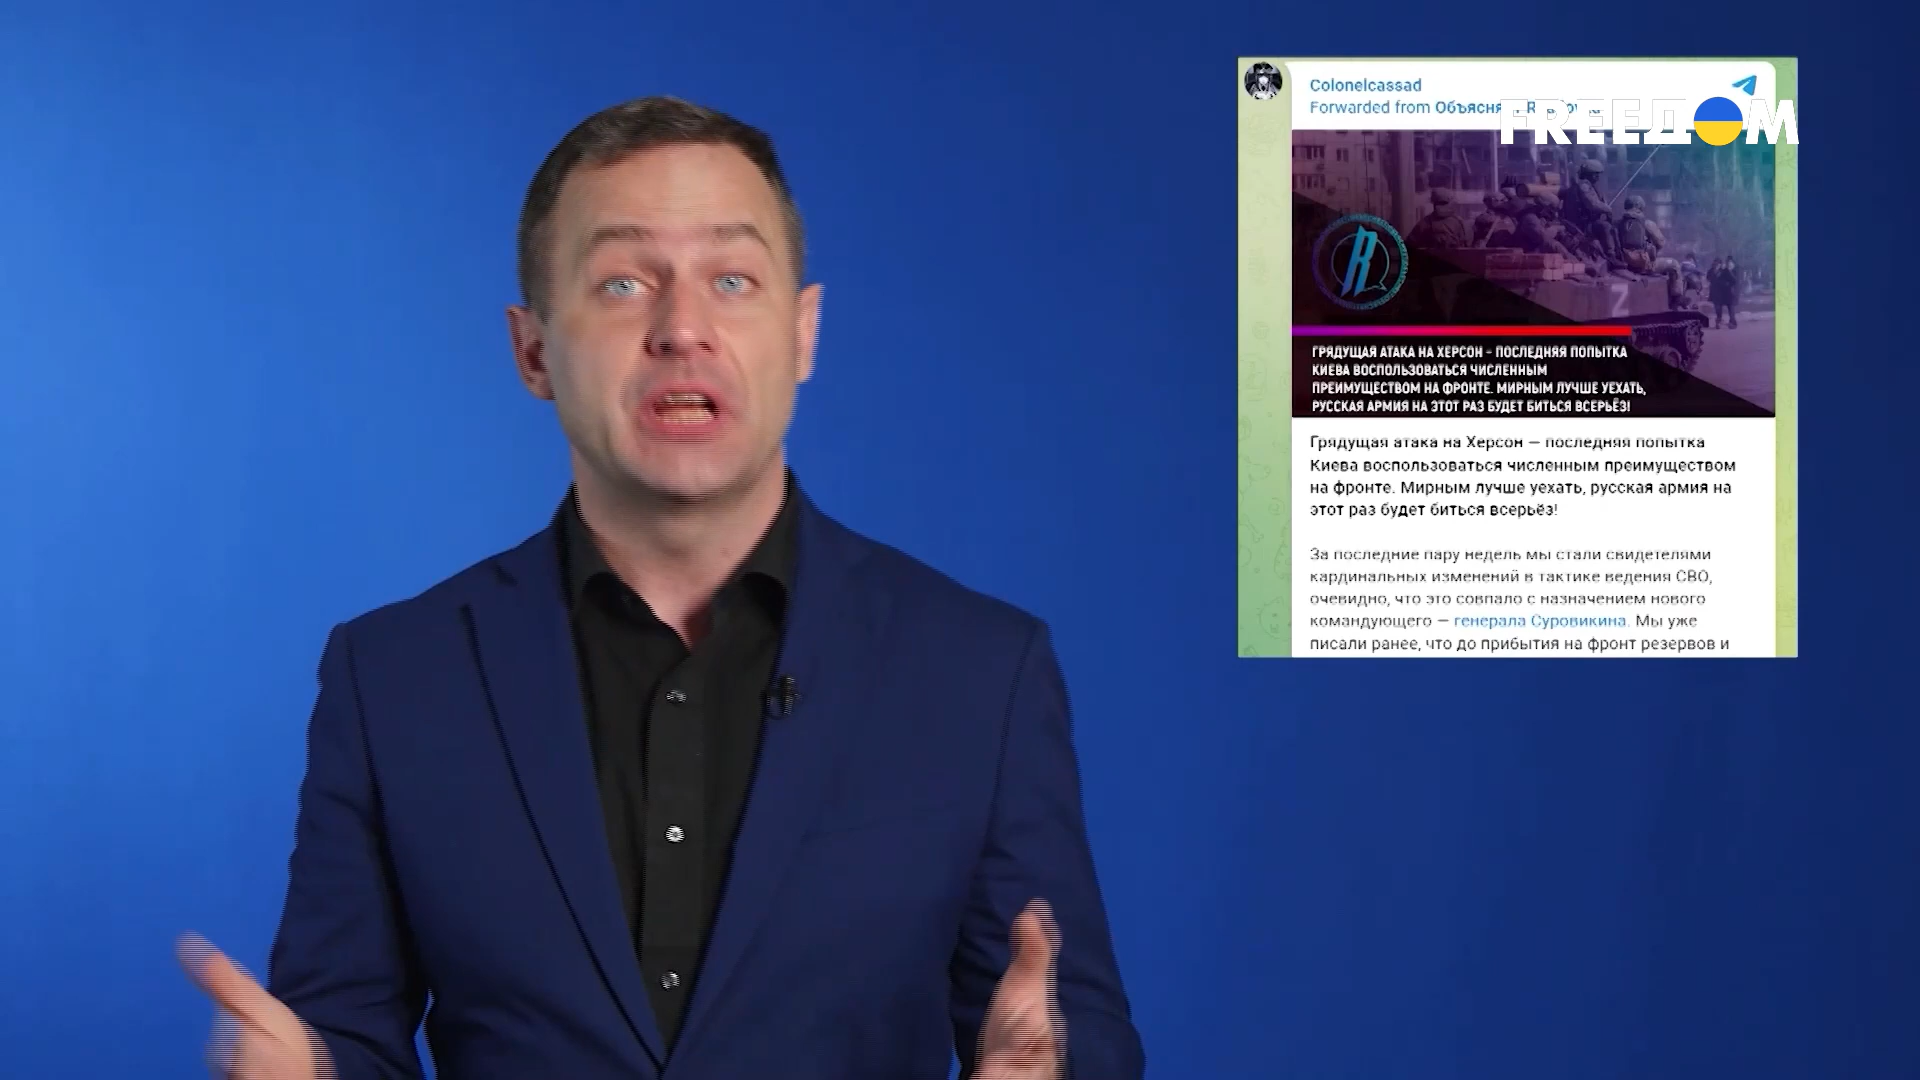 Colonelcassad
Forwarded from
FREEДОМ
ГРЯДУЩАЯ АТАКА НА ХЕРСОН - ПОСЛЕДНЯЯ ПОПЫТКА
КИЕВА ВОСПОЛЬЗОВАТЬСЯ ЧИСЛЕННЫМ
ПРЕИМУЩЕСТВОМ НА ФРОНТЕ. МИРНЫМ ЛУЧШЕ УЕХАТЬ,
РУССКАЯ АРМИЯ НА ЭТОТ РАЗ БУДЕТ БИТЬСЯ ВСЕРЬЁЗ!
Грядущая атака на Херсон — последняя попытка
Киева воспользоваться численным преимуществом
на фронте. Мирным лучше уехать, русская армия на
этот раз будет биться всерьёз!
За последние пару недель мы стали свидетелями
кардинальных изменений в тактике ведения СВО,
очевидно, что это совпало с назначением нового
командующего — генерала Суровикина. Мы уже
писали ранее, что до прибытия на фронт резервов и